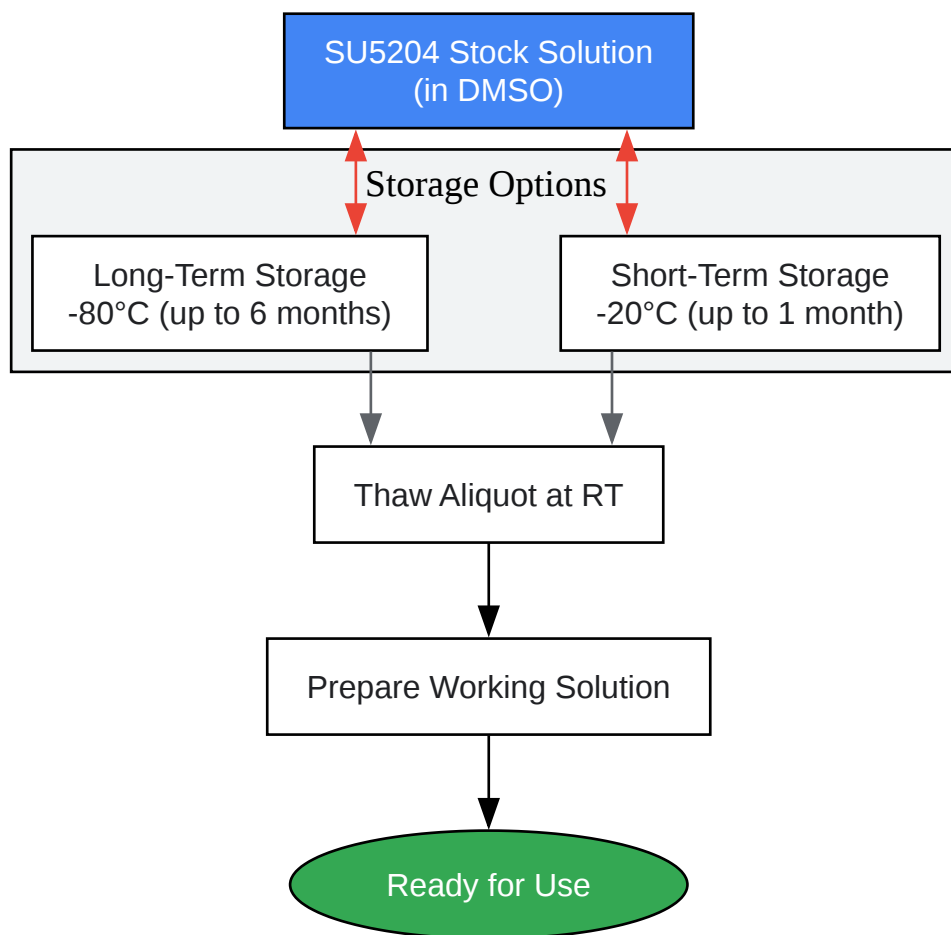 SU5204 Stock Solution
(in DMSO)
Storage Options
Long-Term Storage
-80°C (up to 6 months)
Short-Term Storage
-20°C (up to 1 month)
Thaw Aliquot at RT
Prepare Working Solution
Ready for Use